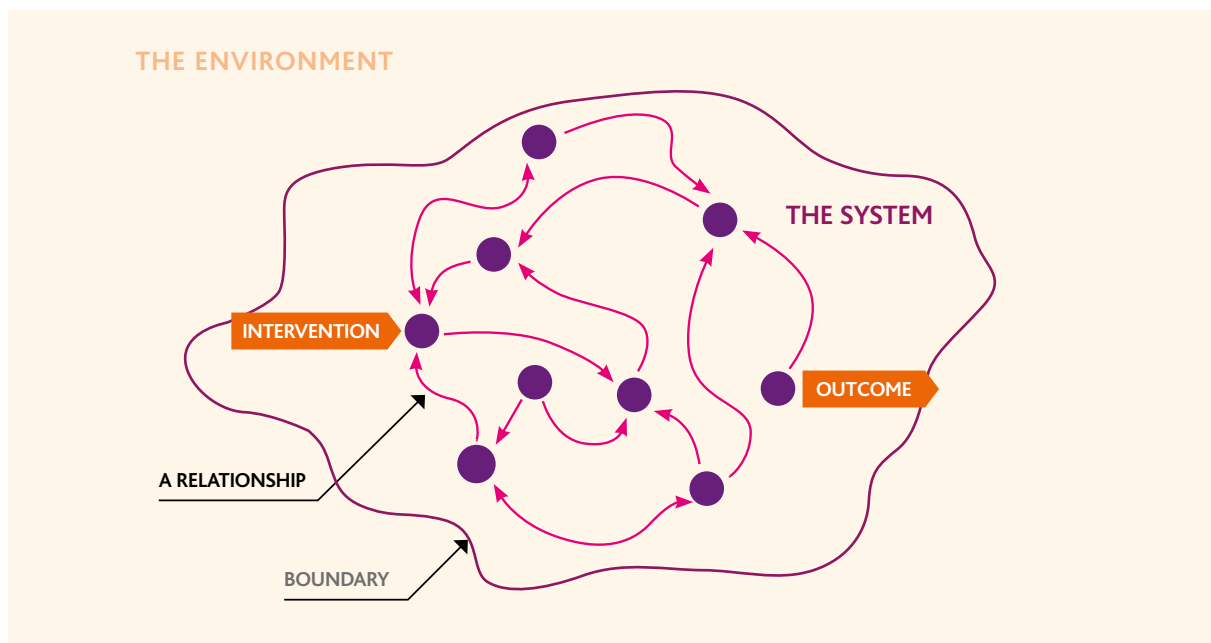 THE ENVIRONMENT
THE SYSTEM
INTERVENTION
OUTCOME
A RELATIONSHIP
BOUNDARY